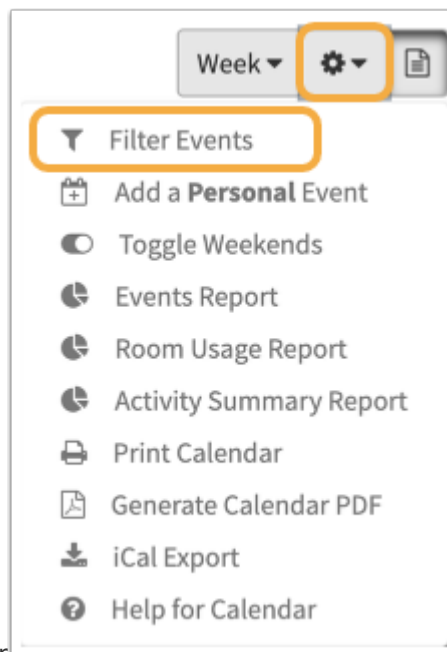 Week
Filter Events
Add a Personal Event
Toggle Weekends
Events Report
Room Usage Report
Activity Summary Report
Print Calendar
Generate Calendar PDF
iCal Export
Help for Calendar